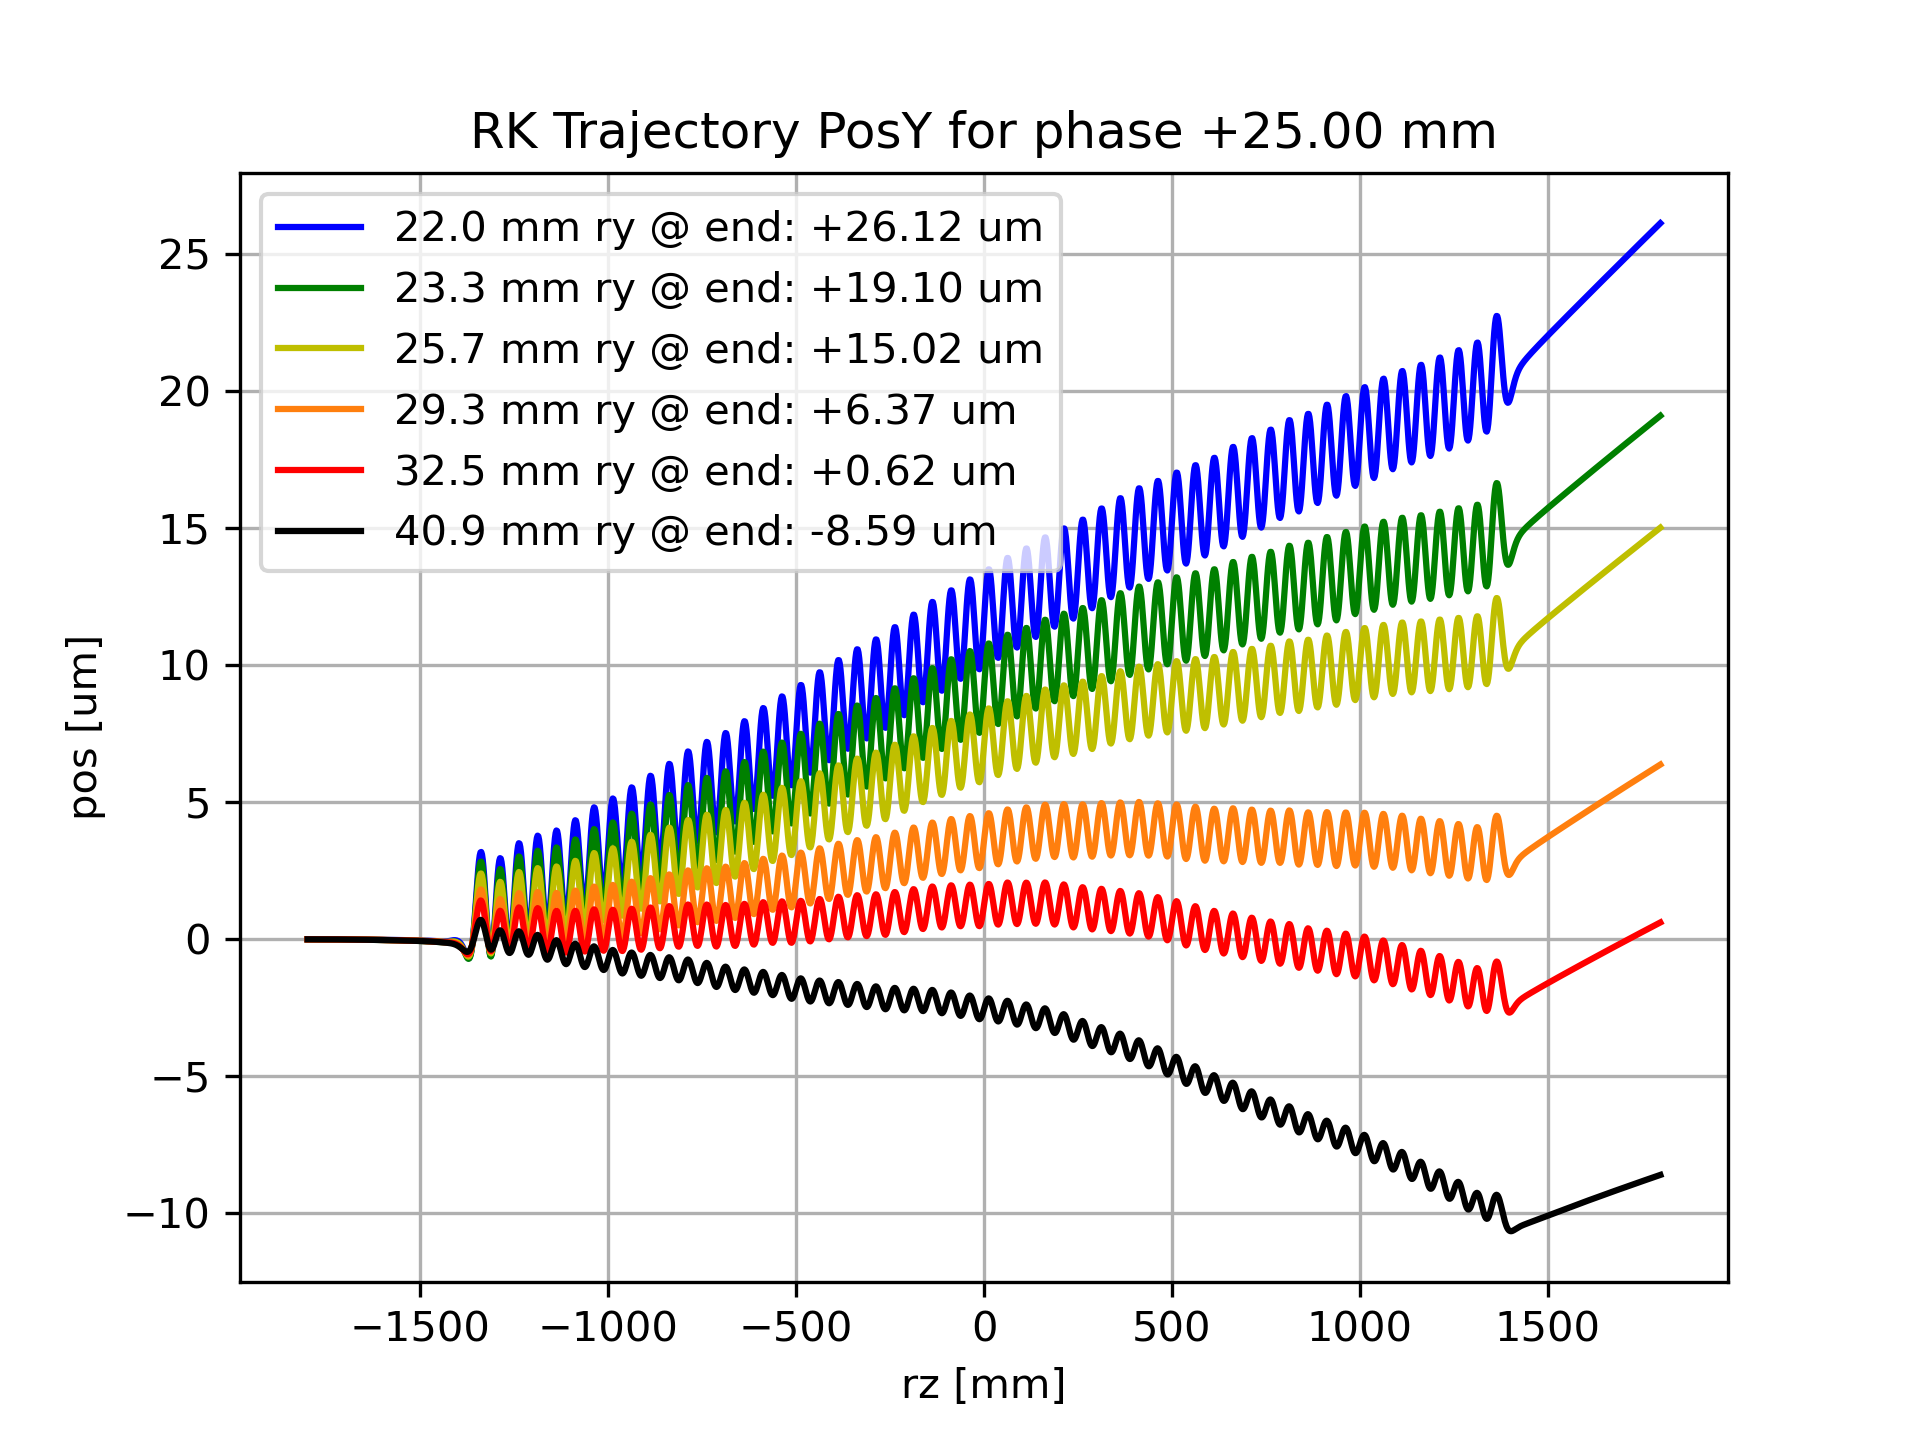 RK Trajectory PosY for phase +25.00 mm
22.0 mm ry @ end: +26.12 um
23.3 mm ry @ end: +19.10 um
25.7 mm ry @ end: +15.02 um
29.3 mm ry @ end: +6.37 um
32.5 mm ry @ end: +0.62 um
40.9 mm ry @ end: -8.59 um
25
20
15
10
5
0
−5
−10
pos [um]
−1500 −1000 −500 0 500 1000 1500
rz [mm]